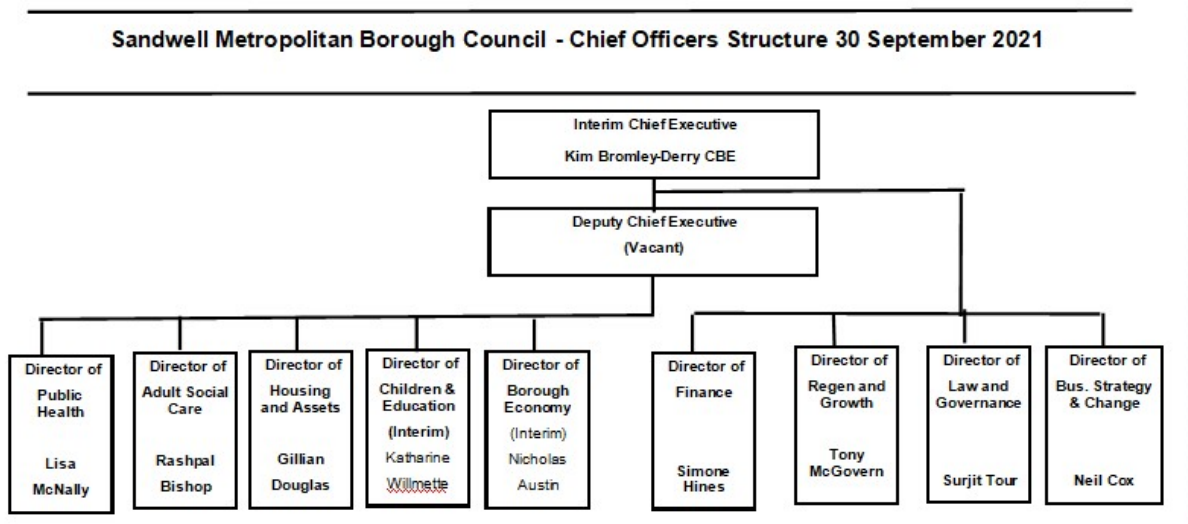 Sandwell Metropolitan Borough Council - Chief Officers Structure 30 September 2021
Interim Chief Executive
Kim Bromley-Derry CBE
Deputy Chief Executive
(Vacant)
Director of
Public
Health
Lisa
McNally
Director of
Adult Social
Care
Rashpal
Bishop
Director of
Housing
and Assets
Gillian
Douglas
Director of
Children &
Education
(Interim)
Katharine
Willmette
Director of
Borough
Economy
(Interim)
Nicholas
Austin
Director of
Finance
Simone
Hines
Director of
Regen and
Growth
Tony
McGovern
Director of
Law and
Governance
Surjit Tour
Director of
Bus. Strategy
& Change
Neil Cox